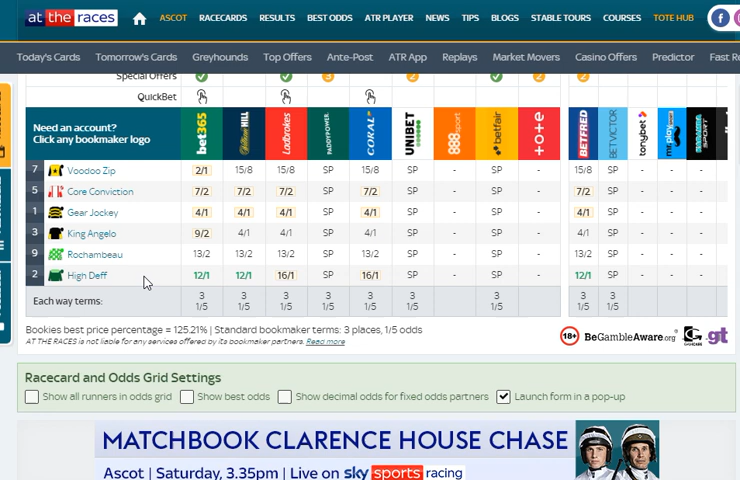 at the races ASCOT RACECARDS RESULTS BEST ODDS ATR PLAYER NEWS TIPS BLOGS STABLE TOURS COURSES TOTE HUB
Today's Cards Tomorrow's Cards Greyhounds Top Offers Ante-Post ATR App Replays Market Movers Casino Offers Predictor Fast Re
Special Offers 3 2 2 2
QuickBet
Need an account?
Click any bookmaker logo
bet365 William HILL Ladbrokes PADDYPOWER CORAL UNIBET 888sport betfair tote BETFRED BETVICTOR tonybet
7 Voodoo Zip 2/1 15/8 15/8 SP 15/8 SP - SP - 15/8 SP - - -
5 Core Conviction 7/2 7/2 7/2 SP 7/2 SP - SP - 7/2 SP - - -
1 Gear Jockey 4/1 4/1 4/1 SP 4/1 SP - SP - 4/1 SP - - -
3 King Angelo 9/2 4/1 4/1 SP 4/1 SP - SP - 4/1 SP - - -
9 Rochambeau 13/2 13/2 13/2 SP 13/2 SP - SP - 13/2 SP - - -
2 High Deff 12/1 12/1 16/1 SP 16/1 SP - SP - 12/1 SP - - -
Each way terms: 3 3 3 3 3 3 3 3 3
1/5 1/5 1/5 1/5 1/5 1/5 1/5 1/5 1/5
Bookies best price percentage = 125.21% | Standard bookmaker terms: 3 places, 1/5 odds
AT THE RACES is not liable for any services offered by its bookmaker partners. Read more
18+ BeGambleAware.org GAMCARE gt
Racecard and Odds Grid Settings
Show all runners in odds grid Show best odds Show decimal odds for fixed odds partners Launch form in a pop-up
MATCHBOOK CLARENCE HOUSE CHASE
Ascot | Saturday, 3.35pm | Live on sky sports racing